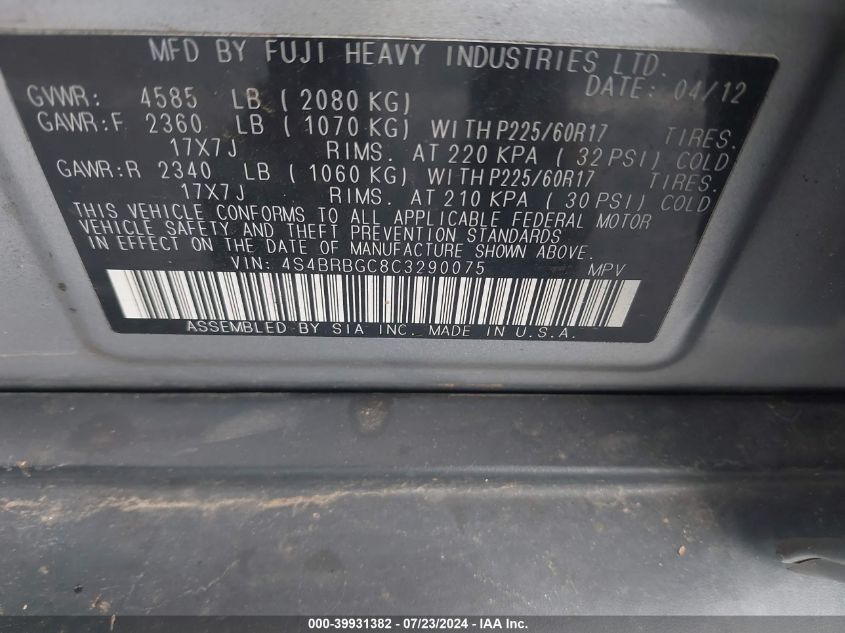 MFD BY FUJI HEAVY INDUSTRIES LTD.
DATE: 04/12
GVWR: 4585 LB ( 2080 KG)
GAWR:F 2360 LB ( 1070 KG) WITH P225/60R17 TIRES.
17X7J RIMS. AT 220 KPA ( 32 PSI) COLD
GAWR:R 2340 LB ( 1060 KG) WITH P225/60R17 TIRES.
17X7J RIMS. AT 210 KPA ( 30 PSI) COLD
THIS VEHICLE CONFORMS TO ALL APPLICABLE FEDERAL MOTOR
VEHICLE SAFETY AND THEFT PREVENTION STANDARDS
IN EFFECT ON THE DATE OF MANUFACTURE SHOWN ABOVE.
VIN: 4S4BRBGC8C3290075 MPV
ASSEMBLED BY SIA INC. MADE IN U.S.A.
000-39931382 - 07/23/2024 - IAA Inc.